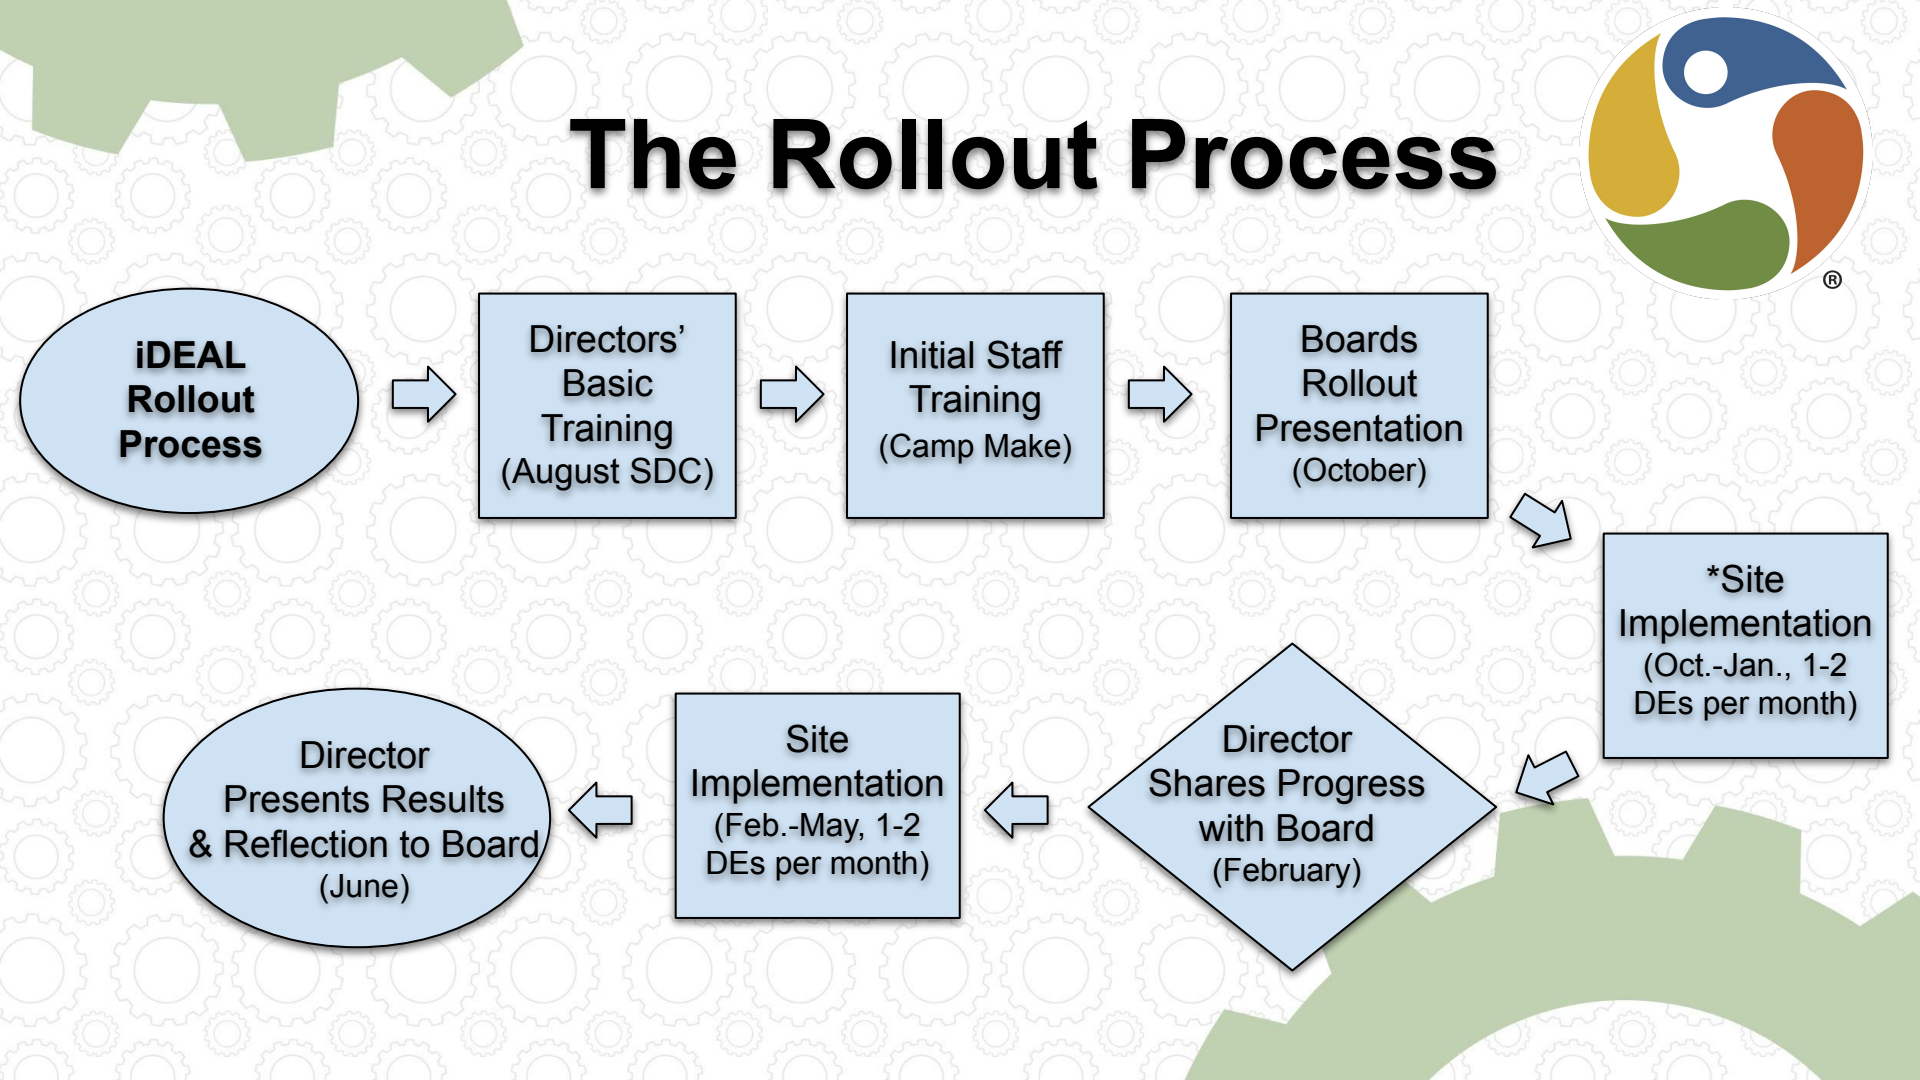 The Rollout Process
®
iDEAL
Rollout
Process
Directors’
Basic
Training
(August SDC)
Initial Staff
Training
(Camp Make)
Boards
Rollout
Presentation
(October)
*Site
Implementation
(Oct.-Jan., 1-2
DEs per month)
Director
Shares Progress
with Board
(February)
Site
Implementation
(Feb.-May, 1-2
DEs per month)
Director
Presents Results
& Reflection to Board
(June)